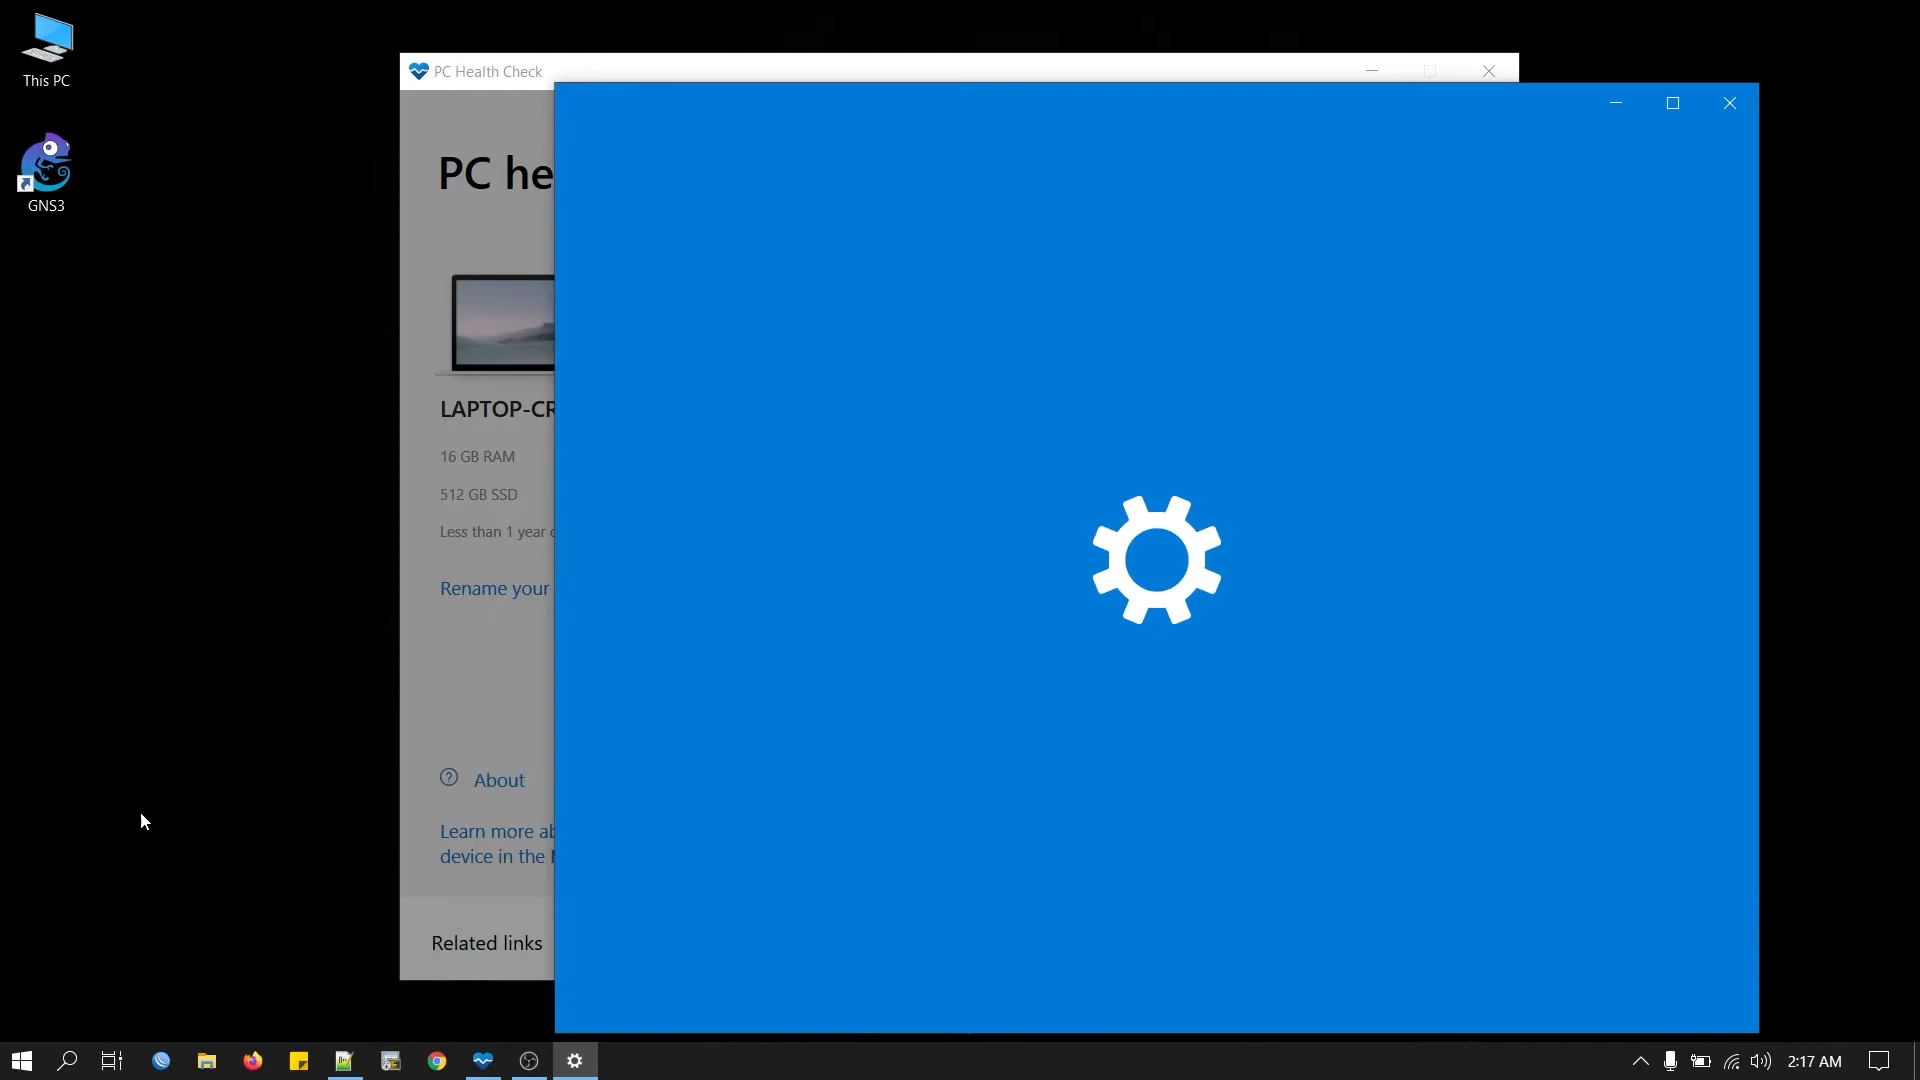 This PC
GNS3
PC Health Check
PC he
LAPTOP-CR
16 GB RAM
512 GB SSD
Less than 1 year
Rename your
About
Learn more ab
device in the
Related links
2:17 AM